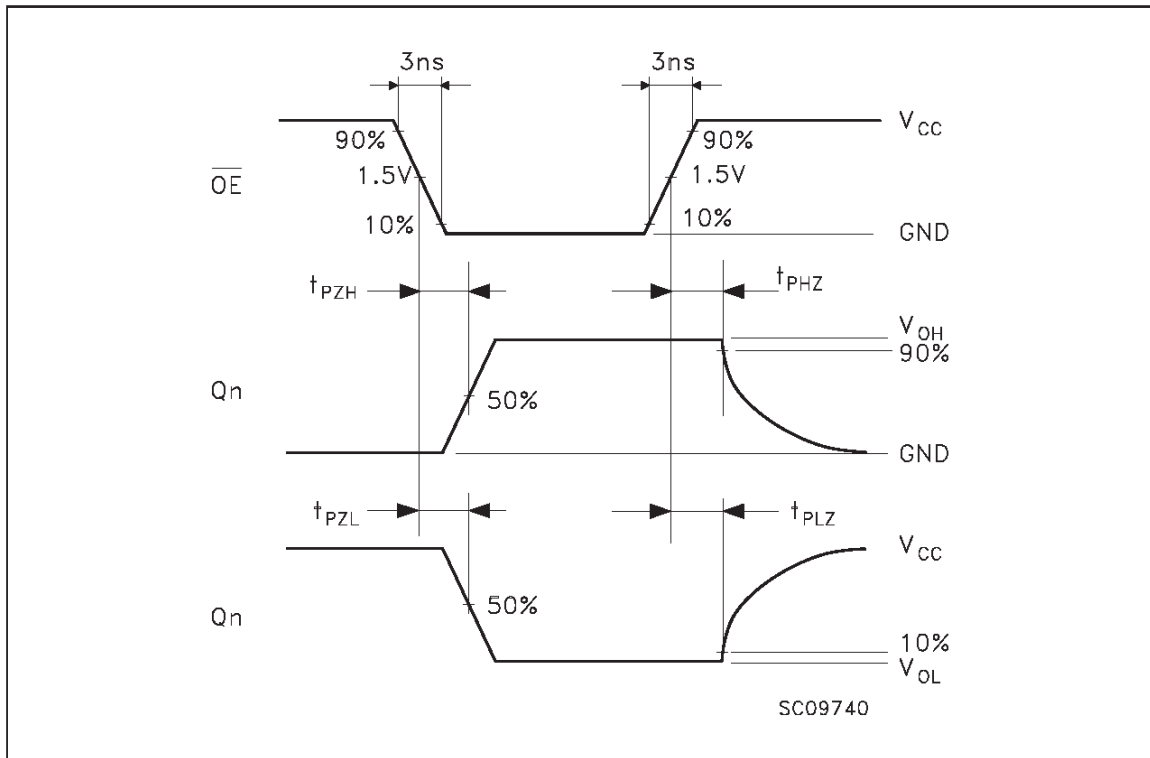 3ns 3ns
V_CC
90% 90%
O̅E̅ 1.5V 1.5V
10% 10%
GND
t_PZH t_PHZ
V_OH
90%
Qn 50%
GND
t_PZL t_PLZ
V_CC
50%
Qn
10%
V_OL
SC09740